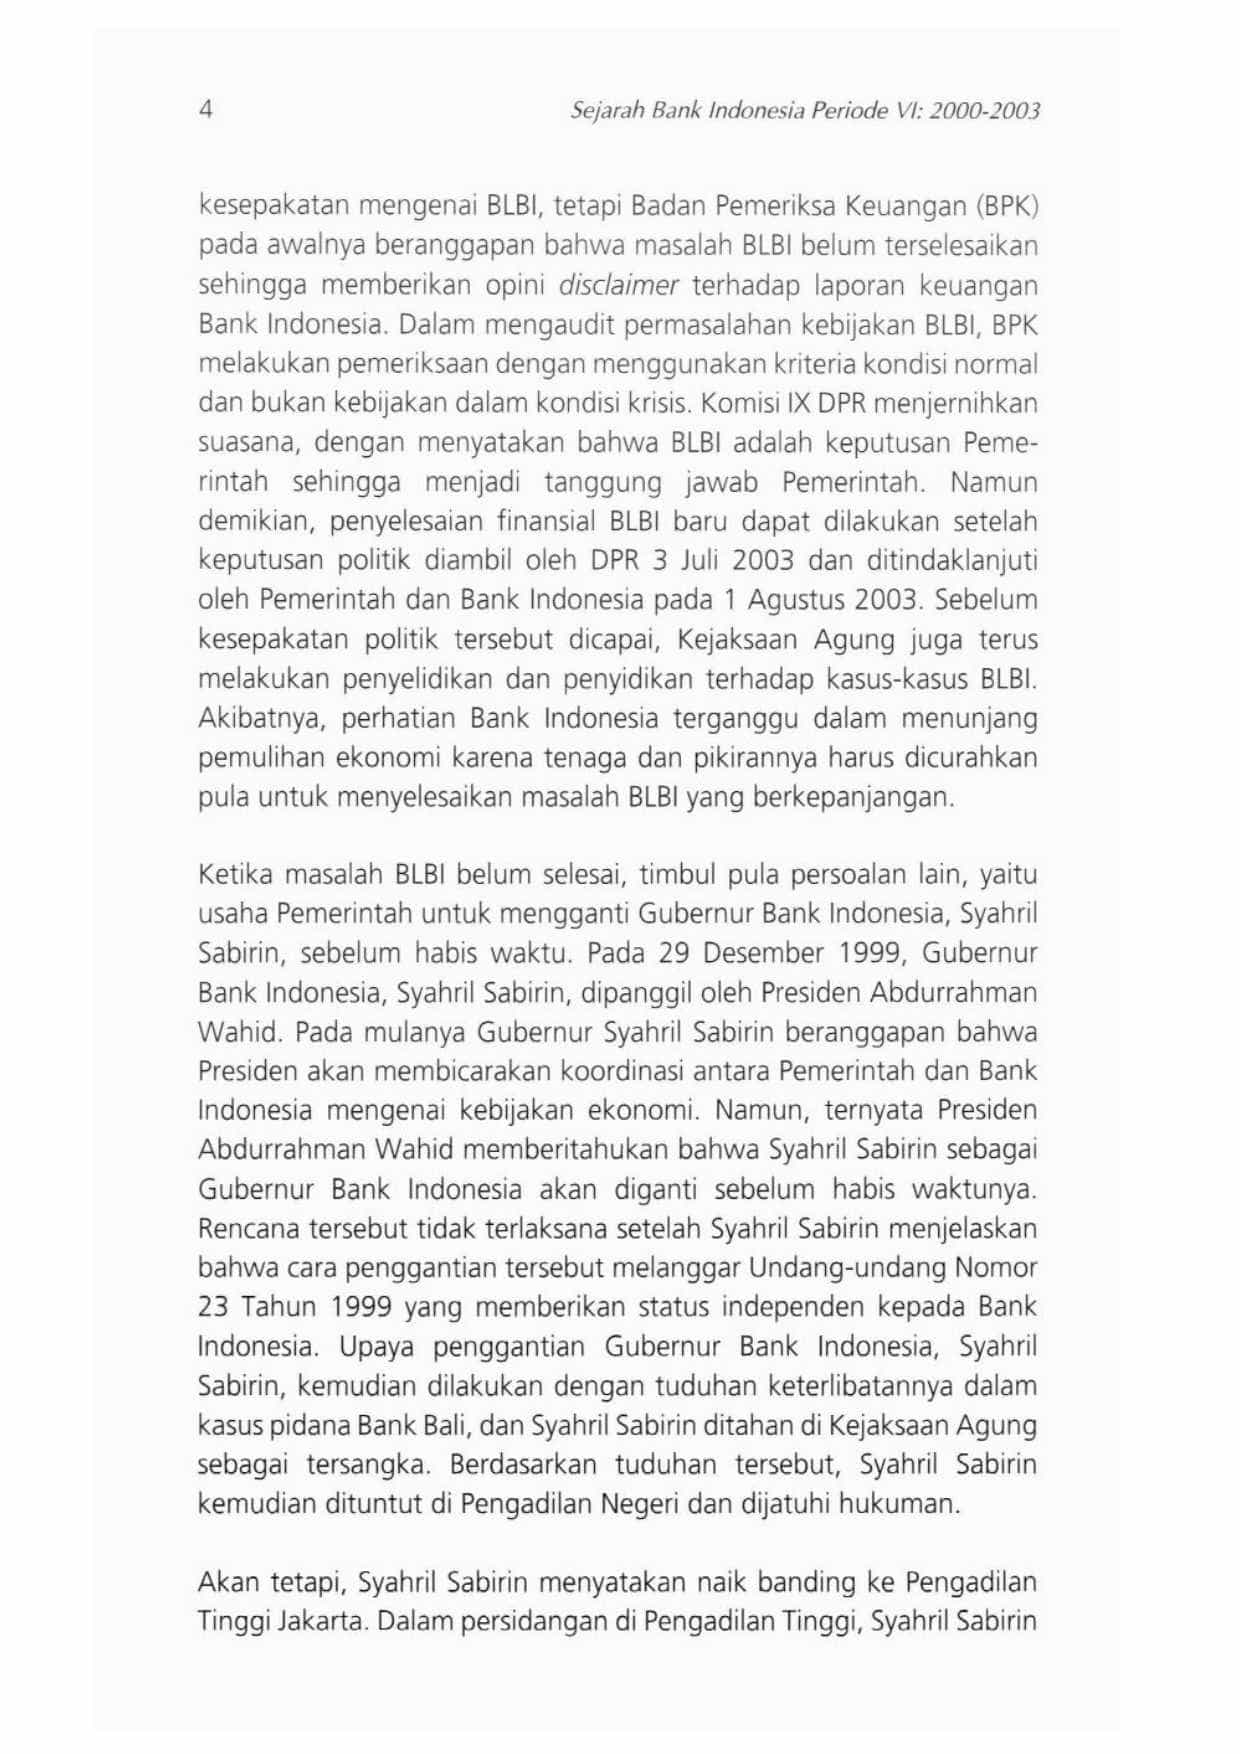 4
Sejarah Bank Indonesia Periode VI: 2000-2003
kesepakatan mengenai BLBI, tetapi Badan Pemeriksa Keuangan (BPK)
pada awalnya beranggapan bahwa masalah BLBI belum terselesaikan
sehingga memberikan opini disclaimer terhadap laporan keuangan
Bank Indonesia. Dalam mengaudit permasalahan kebijakan BLBI, BPK
melakukan pemeriksaan dengan menggunakan kriteria kondisi normal
dan bukan kebijakan dalam kondisi krisis. Komisi IX DPR menjernihkan
suasana, dengan menyatakan bahwa BLBI adalah keputusan Peme-
rintah sehingga menjadi tanggung jawab Pemerintah. Namun
demikian, penyelesaian finansial BLBI baru dapat dilakukan setelah
keputusan politik diambil oleh DPR 3 Juli 2003 dan ditindaklanjuti
oleh Pemerintah dan Bank Indonesia pada 1 Agustus 2003. Sebelum
kesepakatan politik tersebut dicapai, Kejaksaan Agung juga terus
melakukan penyelidikan dan penyidikan terhadap kasus-kasus BLBI.
Akibatnya, perhatian Bank Indonesia terganggu dalam menunjang
pemulihan ekonomi karena tenaga dan pikirannya harus dicurahkan
pula untuk menyelesaikan masalah BLBI yang berkepanjangan.
Ketika masalah BLBI belum selesai, timbul pula persoalan lain, yaitu
usaha Pemerintah untuk mengganti Gubernur Bank Indonesia, Syahril
Sabirin, sebelum habis waktu. Pada 29 Desember 1999, Gubernur
Bank Indonesia, Syahril Sabirin, dipanggil oleh Presiden Abdurrahman
Wahid. Pada mulanya Gubernur Syahril Sabirin beranggapan bahwa
Presiden akan membicarakan koordinasi antara Pemerintah dan Bank
Indonesia mengenai kebijakan ekonomi. Namun, ternyata Presiden
Abdurrahman Wahid memberitahukan bahwa Syahril Sabirin sebagai
Gubernur Bank Indonesia akan diganti sebelum habis waktunya.
Rencana tersebut tidak terlaksana setelah Syahril Sabirin menjelaskan
bahwa cara penggantian tersebut melanggar Undang-undang Nomor
23 Tahun 1999 yang memberikan status independen kepada Bank
Indonesia. Upaya penggantian Gubernur Bank Indonesia, Syahril
Sabirin, kemudian dilakukan dengan tuduhan keterlibatannya dalam
kasus pidana Bank Bali, dan Syahril Sabirin ditahan di Kejaksaan Agung
sebagai tersangka. Berdasarkan tuduhan tersebut, Syahril Sabirin
kemudian dituntut di Pengadilan Negeri dan dijatuhi hukuman.
Akan tetapi, Syahril Sabirin menyatakan naik banding ke Pengadilan
Tinggi Jakarta. Dalam persidangan di Pengadilan Tinggi, Syahril Sabirin